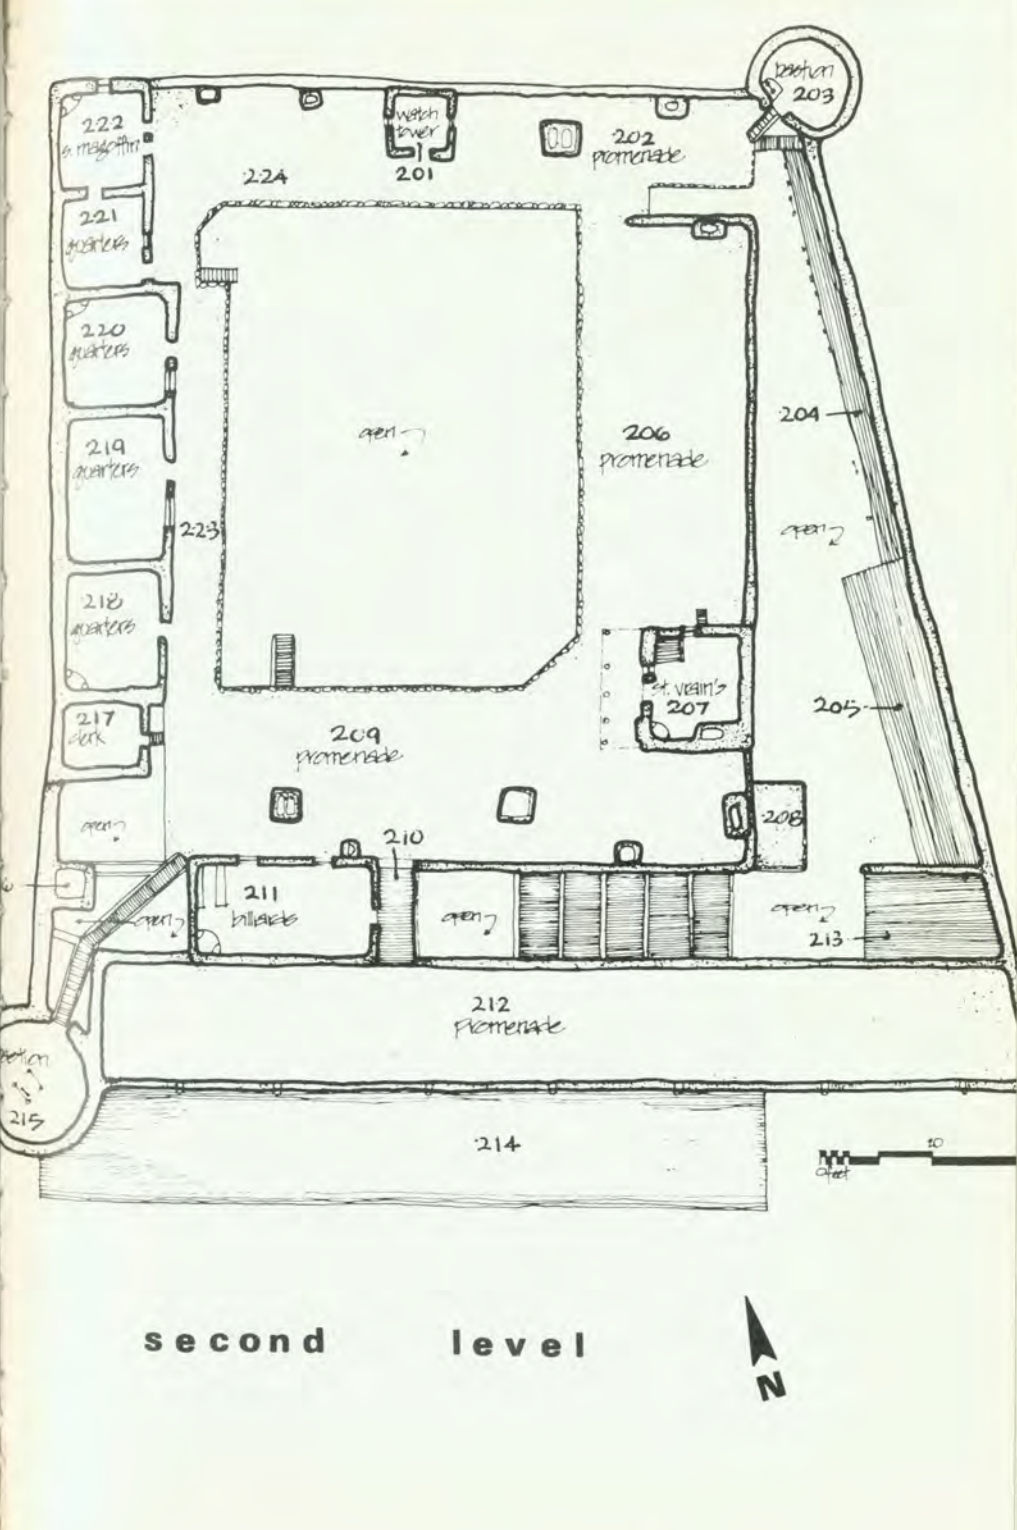 bastion
203
222
s. magoffin
watch
tower
201
202
promenade
224
221
quarters
220
quarters
204
open
206
promenade
219
quarters
223
open
218
quarters
st. vrain's
207
205
217
clerk
209
promenade
open
210
208
211
billiards
open
open
open
213
212
promenade
215
214
10
0 feet
second level
N